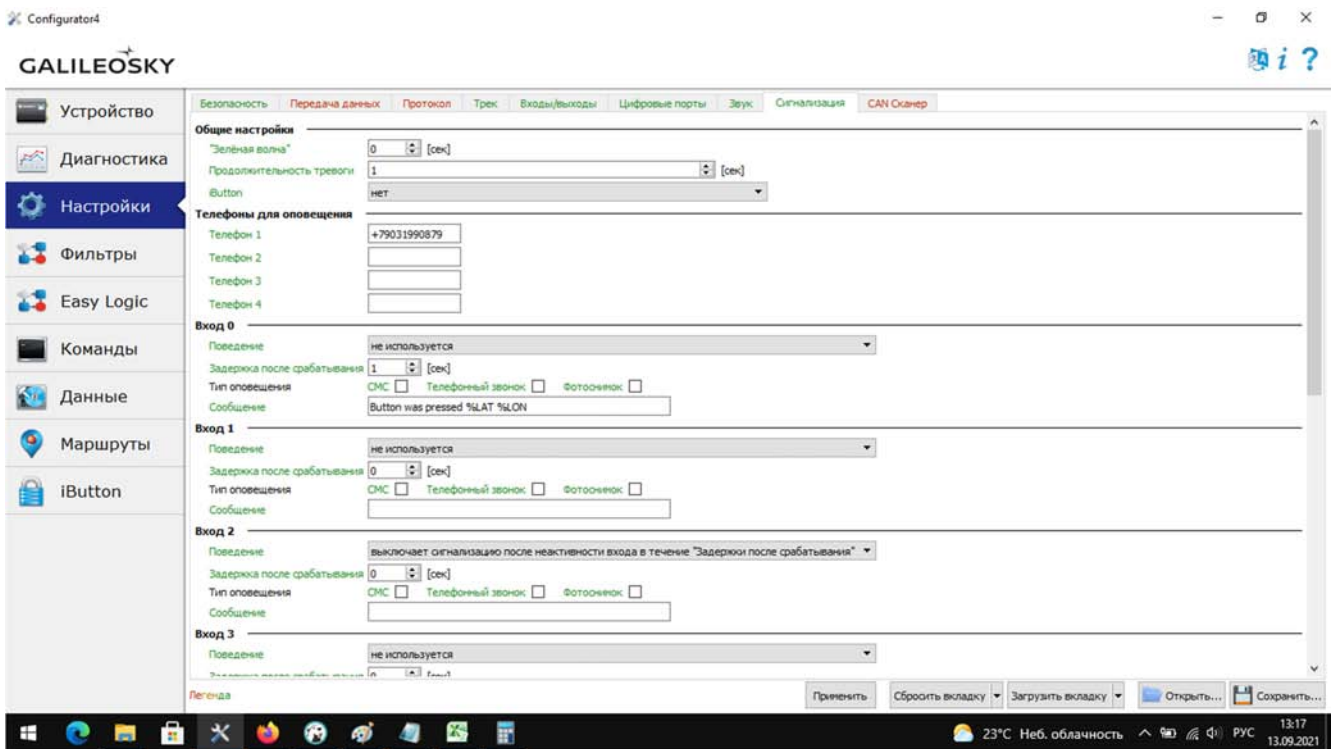 Configurator4
GALILEOSKY
i ?
Устройство
Диагностика
Настройки
Фильтры
Easy Logic
Команды
Данные
Маршруты
iButton
Безопасность Передача данных Протокол Трек Входы/выходы Цифровые порты Звук Сигнализация CAN Сканер
Общие настройки
"Зелёная волна" 0 [сек]
Продолжительность тревоги 1 [сек]
iButton нет
Телефоны для оповещения
Телефон 1 +79031990879
Телефон 2
Телефон 3
Телефон 4
Вход 0
Поведение не используется
Задержка после срабатывания 1 [сек]
Тип оповещения СМС Телефонный звонок Фотоснимок
Сообщение Button was pressed %LAT %LON
Вход 1
Поведение не используется
Задержка после срабатывания 0 [сек]
Тип оповещения СМС Телефонный звонок Фотоснимок
Сообщение
Вход 2
Поведение выключает сигнализацию после неактивности входа в течение "Задержки после срабатывания"
Задержка после срабатывания 0 [сек]
Тип оповещения СМС Телефонный звонок Фотоснимок
Сообщение
Вход 3
Поведение не используется
Задержка после срабатывания 0 [сек]
Легенда Применить Сбросить вкладку Загрузить вкладку Открыть... Сохранить...
23°C Неб. облачность РУС 13:17
13.09.2021